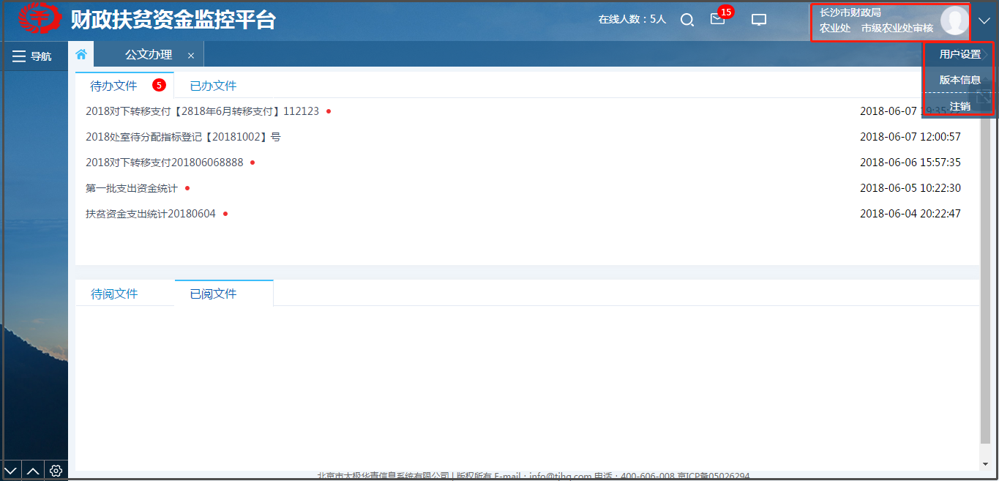 财政扶贫资金监控平台
在线人数：5人
15
长沙市财政局
农业处 市级农业处审核
导航
公文办理 ×
用户设置
版本信息
注销
待办文件 5 已办文件
2018对下转移支付【2818年6月转移支付】112123 2018-06-07
2018处室待分配指标登记【20181002】号 2018-06-07 12:00:57
2018对下转移支付201806068888 2018-06-06 15:57:35
第一批支出资金统计 2018-06-05 10:22:30
扶贫资金支出统计20180604 2018-06-04 20:22:47
待阅文件 已阅文件
北京市太极华青信息系统有限公司 | 版权所有 E-mail：info@tjhq.com 电话：400-606-008 京ICP备05026294